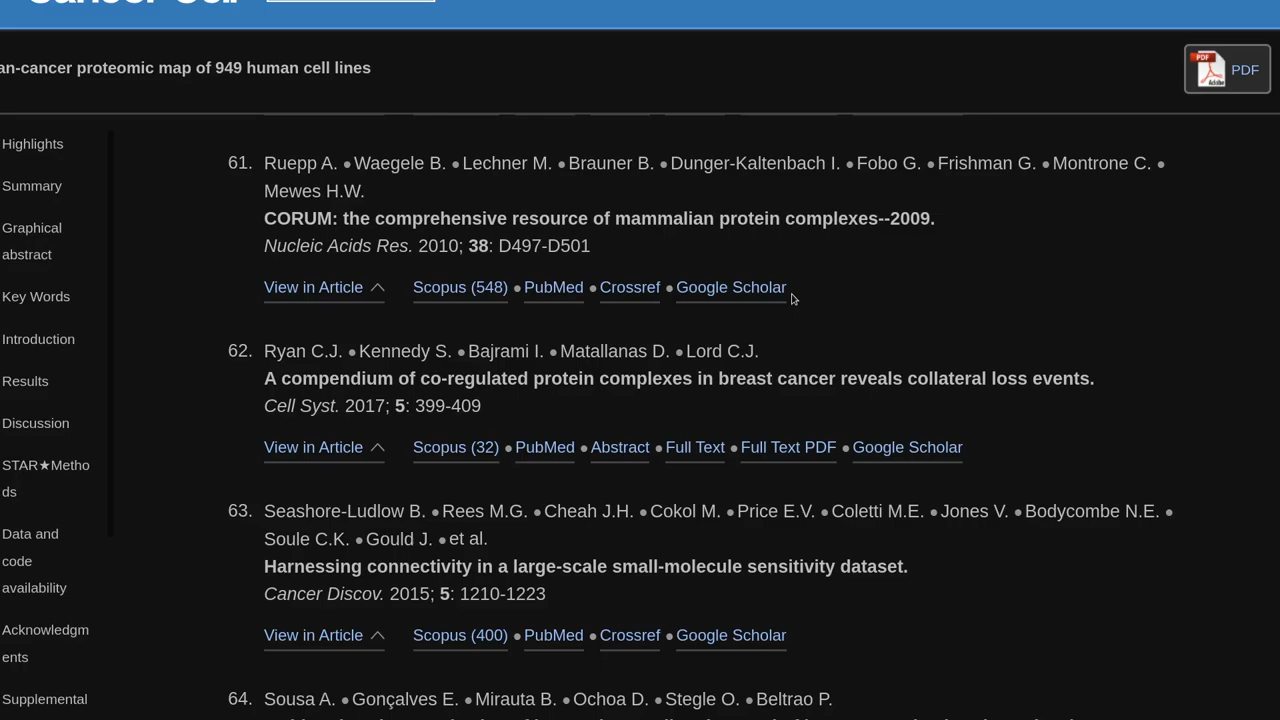 Cancer Cell
an-cancer proteomic map of 949 human cell lines
PDF
PDF
Adobe
Highlights
Summary
Graphical
abstract
Key Words
Introduction
Results
Discussion
STAR★Metho
ds
Data and
code
availability
Acknowledgm
ents
Supplemental
61. Ruepp A. •Waegele B. •Lechner M. •Brauner B. •Dunger-Kaltenbach I. •Fobo G. •Frishman G. •Montrone C. •
Mewes H.W.
CORUM: the comprehensive resource of mammalian protein complexes--2009.
Nucleic Acids Res. 2010; 38: D497-D501
View in Article Scopus (548) •PubMed •Crossref •Google Scholar
62. Ryan C.J. •Kennedy S. •Bajrami I. •Matallanas D. •Lord C.J.
A compendium of co-regulated protein complexes in breast cancer reveals collateral loss events.
Cell Syst. 2017; 5: 399-409
View in Article Scopus (32) •PubMed •Abstract •Full Text •Full Text PDF •Google Scholar
63. Seashore-Ludlow B. •Rees M.G. •Cheah J.H. •Cokol M. •Price E.V. •Coletti M.E. •Jones V. •Bodycombe N.E. •
Soule C.K. •Gould J. •et al.
Harnessing connectivity in a large-scale small-molecule sensitivity dataset.
Cancer Discov. 2015; 5: 1210-1223
View in Article Scopus (400) •PubMed •Crossref •Google Scholar
64. Sousa A. •Gonçalves E. •Mirauta B. •Ochoa D. •Stegle O. •Beltrao P.